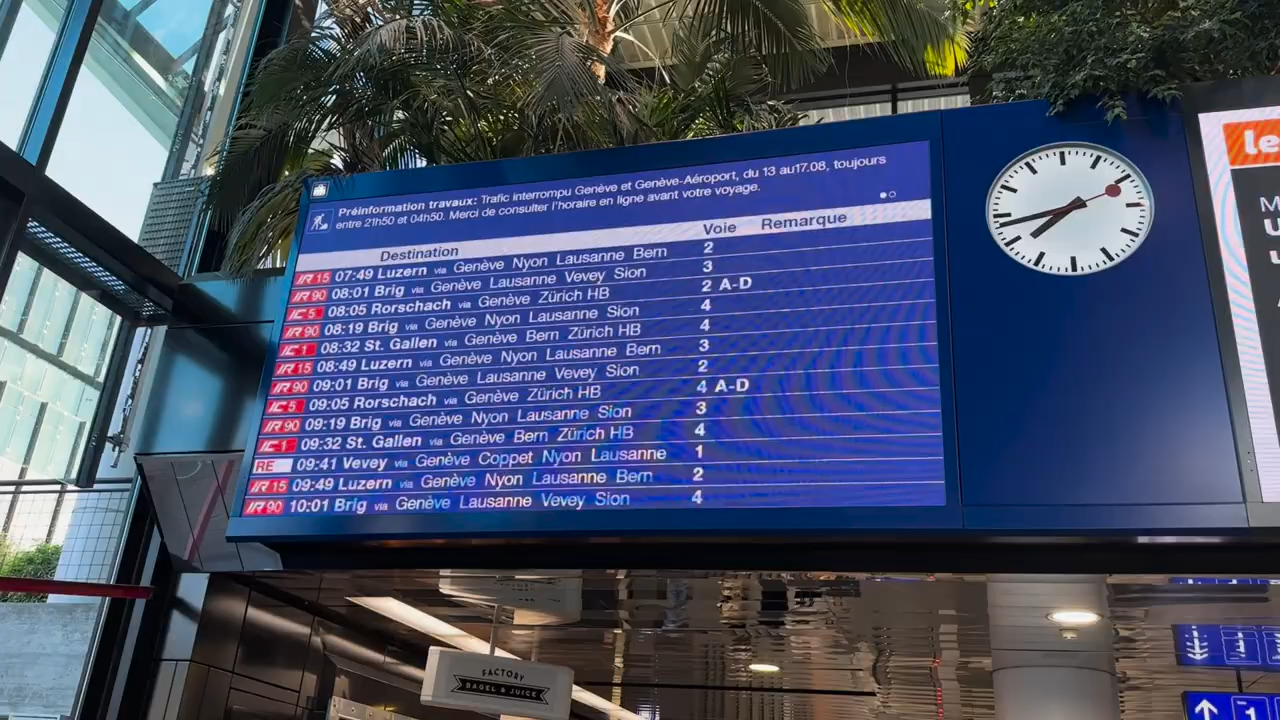 Préinformation travaux: Trafic interrompu Genève et Genève-Aéroport, du 13 au17.08, toujours
entre 21h50 et 04h50. Merci de consulter l'horaire en ligne avant votre voyage.
Destination Voie Remarque
IR 15 07:49 Luzern via Genève Nyon Lausanne Bern 2
IR 90 08:01 Brig via Genève Lausanne Vevey Sion 3
IC 5 08:05 Rorschach via Genève Zürich HB 2 A-D
IR 90 08:19 Brig via Genève Nyon Lausanne Sion 4
IC 1 08:32 St. Gallen via Genève Bern Zürich HB 4
IR 15 08:49 Luzern via Genève Nyon Lausanne Bern 3
IR 90 09:01 Brig via Genève Lausanne Vevey Sion 2
IC 5 09:05 Rorschach via Genève Zürich HB 4 A-D
IR 90 09:19 Brig via Genève Nyon Lausanne Sion 3
IC 1 09:32 St. Gallen via Genève Bern Zürich HB 4
RE 09:41 Vevey via Genève Coppet Nyon Lausanne 1
IR 15 09:49 Luzern via Genève Nyon Lausanne Bern 2
IR 90 10:01 Brig via Genève Lausanne Vevey Sion 4
le
FACTORY
BAGEL & JUICE
1